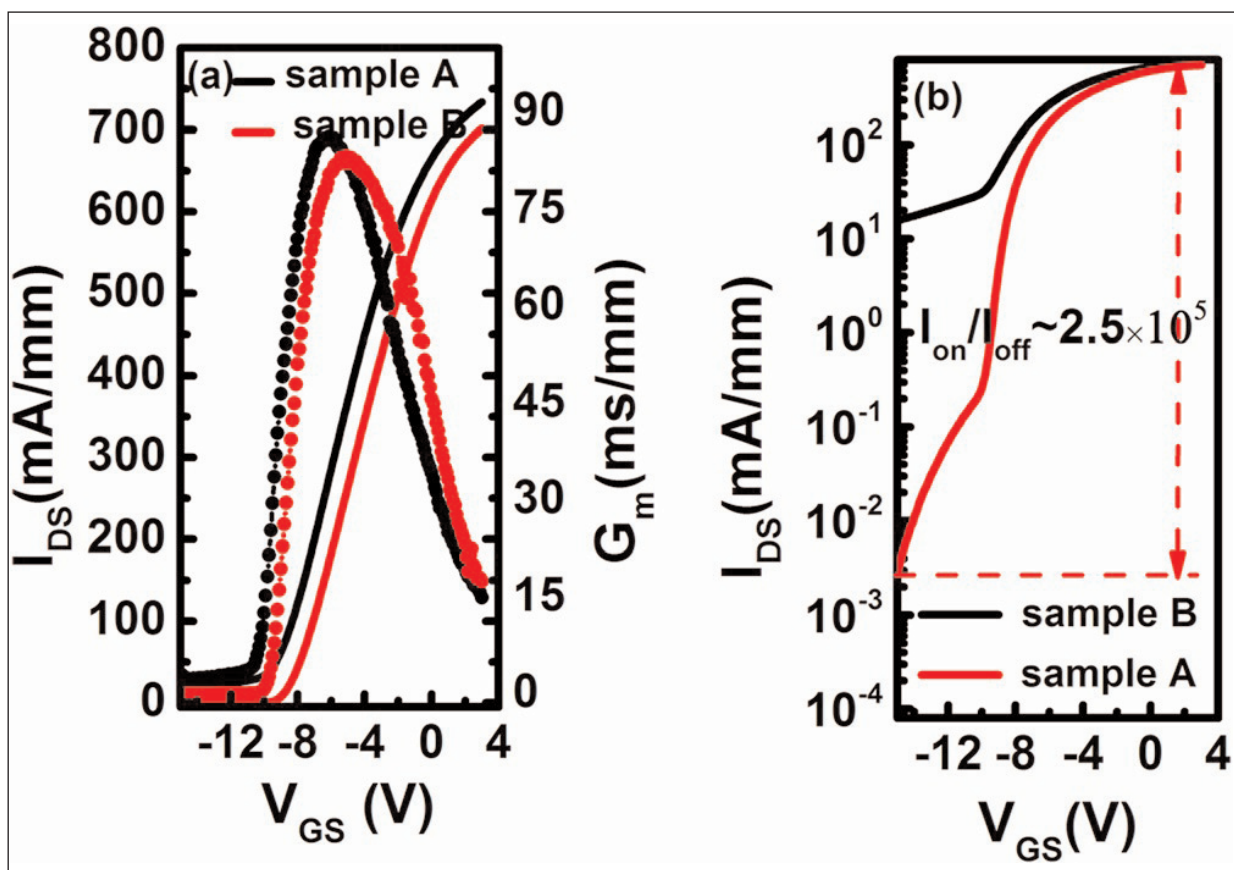 (a)
sample A
sample B
800
700
600
500
400
300
200
100
0
I_DS(mA/mm)
90
75
60
45
30
15
0
G_m(ms/mm)
-12 -8 -4 0 4
V_GS (V)
(b)
10^2
10^1
10^0
10^-1
10^-2
10^-3
10^-4
I_DS(mA/mm)
I_on/I_off~2.5×10^5
sample B
sample A
-12 -8 -4 0 4
V_GS(V)